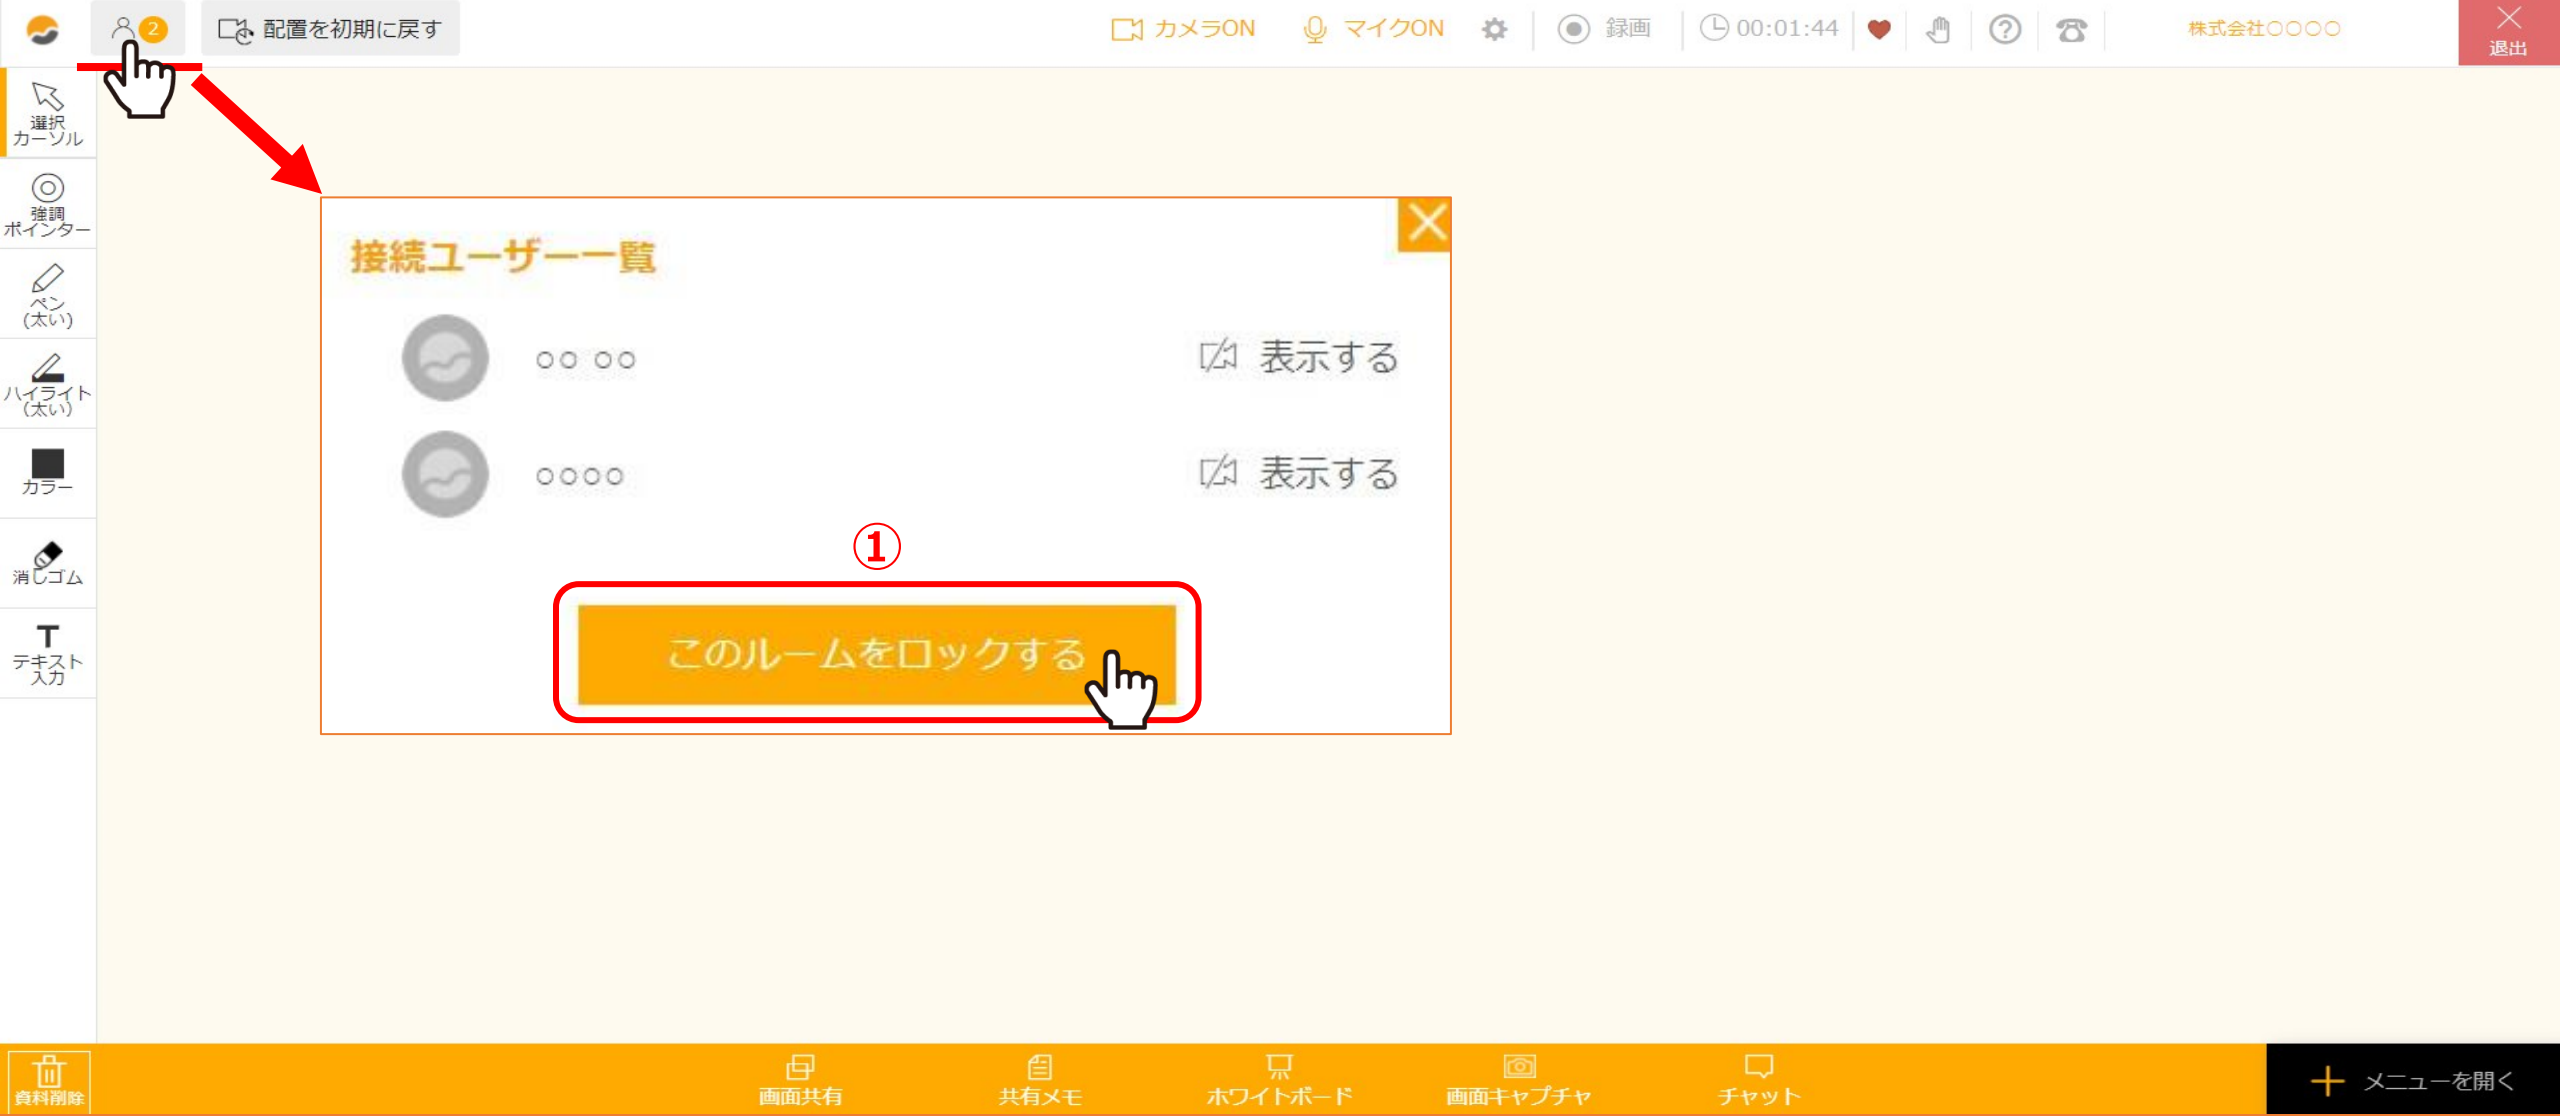 2
配置を初期に戻す
カメラON
マイクON
録画
00:01:44
株式会社○○○○
退出
選択
カーソル
強調
ポインター
ペン
(太い)
ハイライト
(太い)
カラー
消しゴム
T
テキスト
入力
接続ユーザー一覧
○○ ○○
表示する
○○○○
表示する
①
このルームをロックする
資料削除
画面共有
共有メモ
ホワイトボード
画面キャプチャ
チャット
メニューを開く